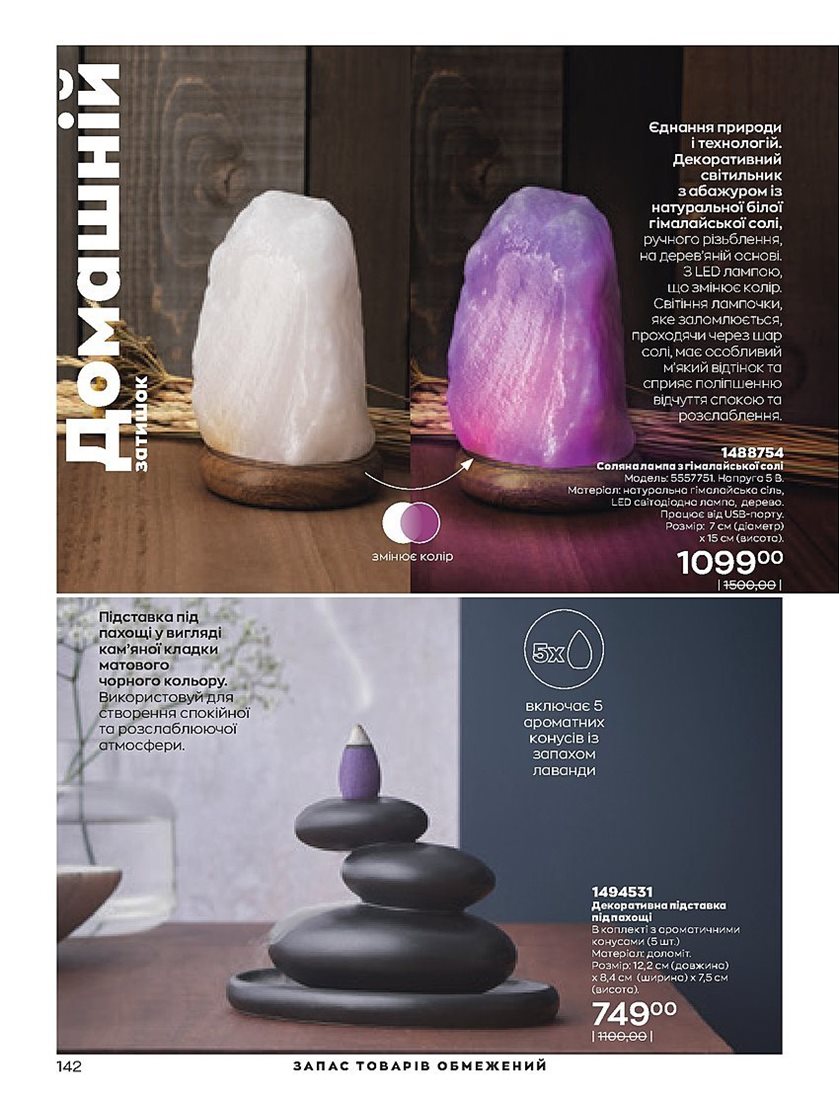 Домашній
затишок
Єднання природи
і технологій.
Декоративний
світильник
з абажуром із
натуральної білої
гімалайської солі,
ручного різьблення,
на дерев'яній основі.
З LED лампою,
що змінює колір.
Світіння лампочки,
яке заломлюється,
проходячи через шар
солі, має особливий
м'який відтінок та
сприяє поліпшенню
відчуття спокою та
розслаблення.
1488754
Соляна лампа з гімалайської солі
Модель: 5557751. Напруга 5 В.
Матеріал: натуральна гімалайська сіль,
LED світодіодна лампа, дерево.
Працює від USB-порту.
Розмір: 7 см (діаметр)
х 15 см (висота).
109900
| 1500,00 |
змінює колір
Підставка під
пахощі у вигляді
кам'яної кладки
матового
чорного кольору.
Використовуй для
створення спокійної
та розслаблюючої
атмосфери.
5x
включає 5
ароматних
конусів із
запахом
лаванди
1494531
Декоративна підставка
під пахощі
В коплекті з ароматичними
конусами (5 шт.)
Матеріал: доломіт.
Розмір: 12,2 см (довжина)
х 8,4 см (ширина) х 7,5 см
(висота).
74900
| 1100,00 |
142
ЗАПАС ТОВАРІВ ОБМЕЖЕНИЙ